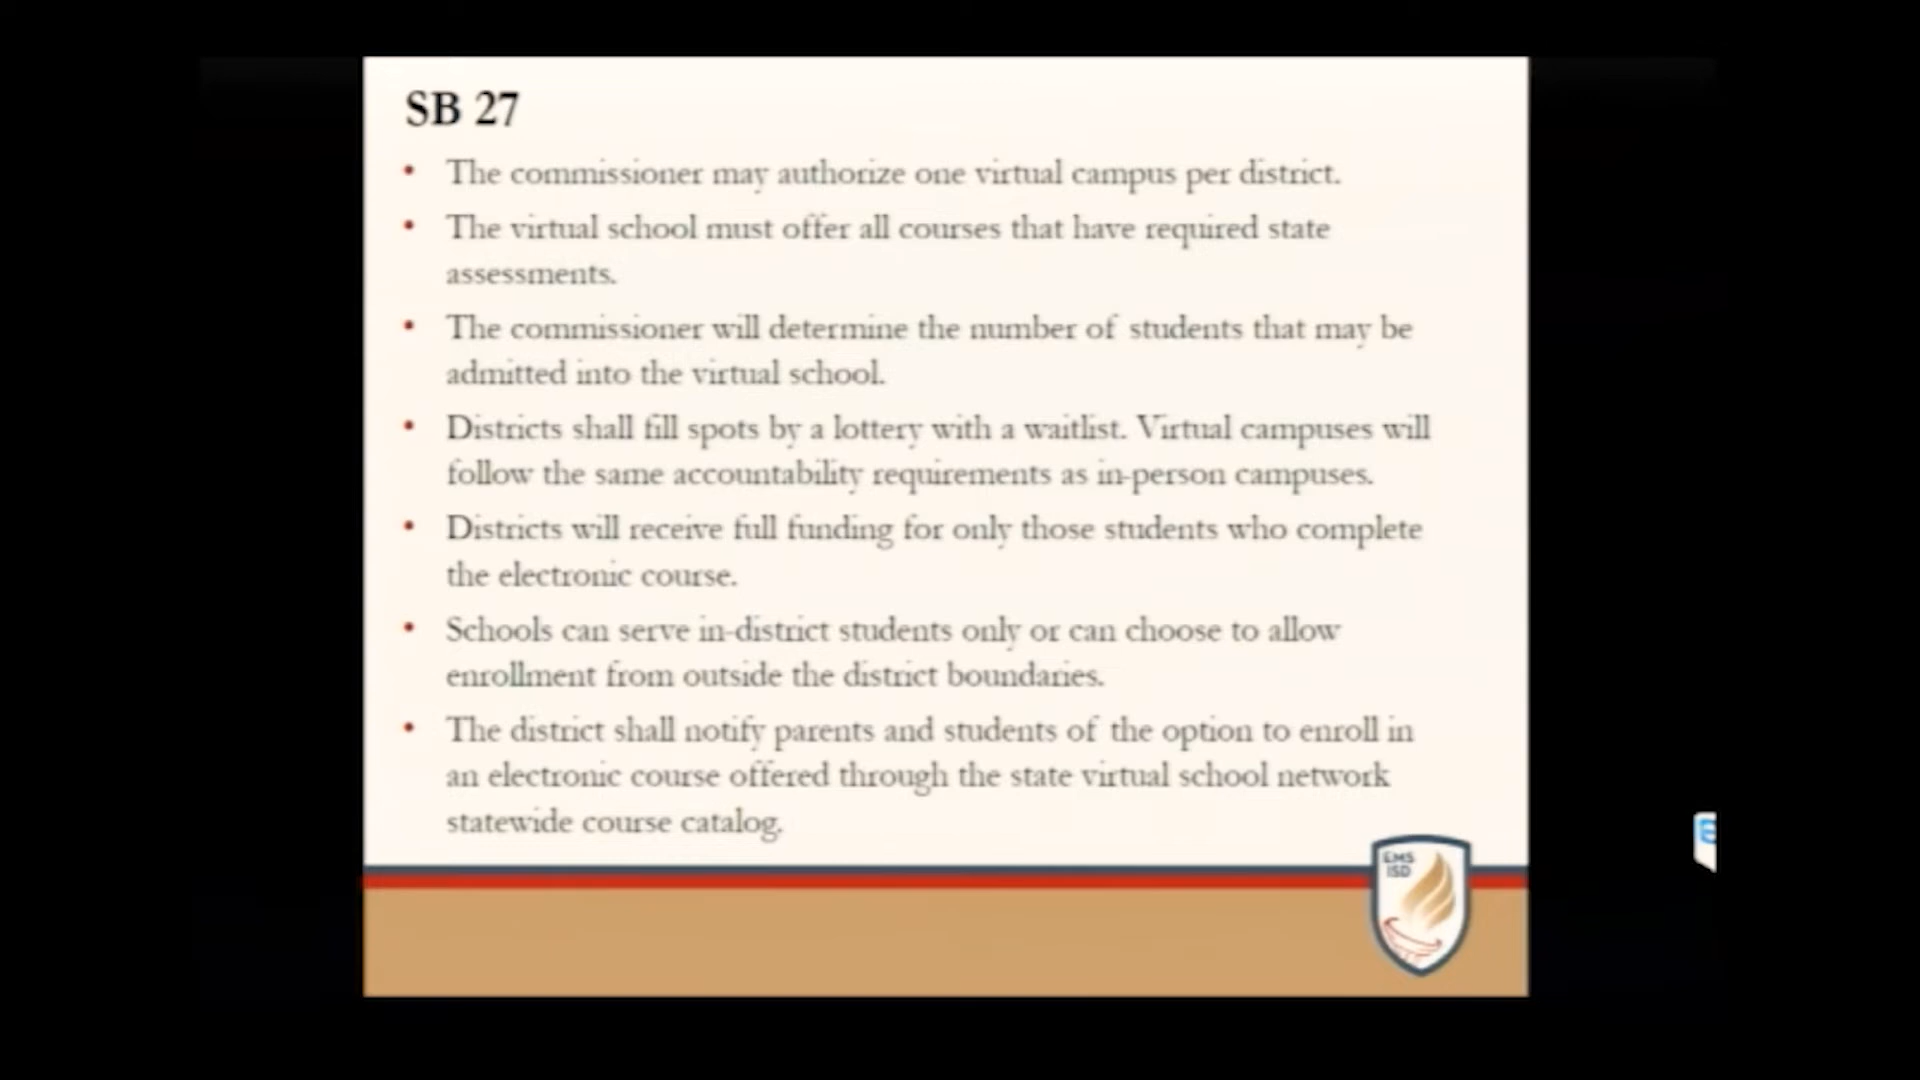 SB 27
• The commissioner may authorize one virtual campus per district.
• The virtual school must offer all courses that have required state
assessments.
• The commissioner will determine the number of students that may be
admitted into the virtual school.
• Districts shall fill spots by a lottery with a waitlist. Virtual campuses will
follow the same accountability requirements as in-person campuses.
• Districts will receive full funding for only those students who complete
the electronic course.
• Schools can serve in-district students only or can choose to allow
enrollment from outside the district boundaries.
• The district shall notify parents and students of the option to enroll in
an electronic course offered through the state virtual school network
statewide course catalog.
EMS
ISD